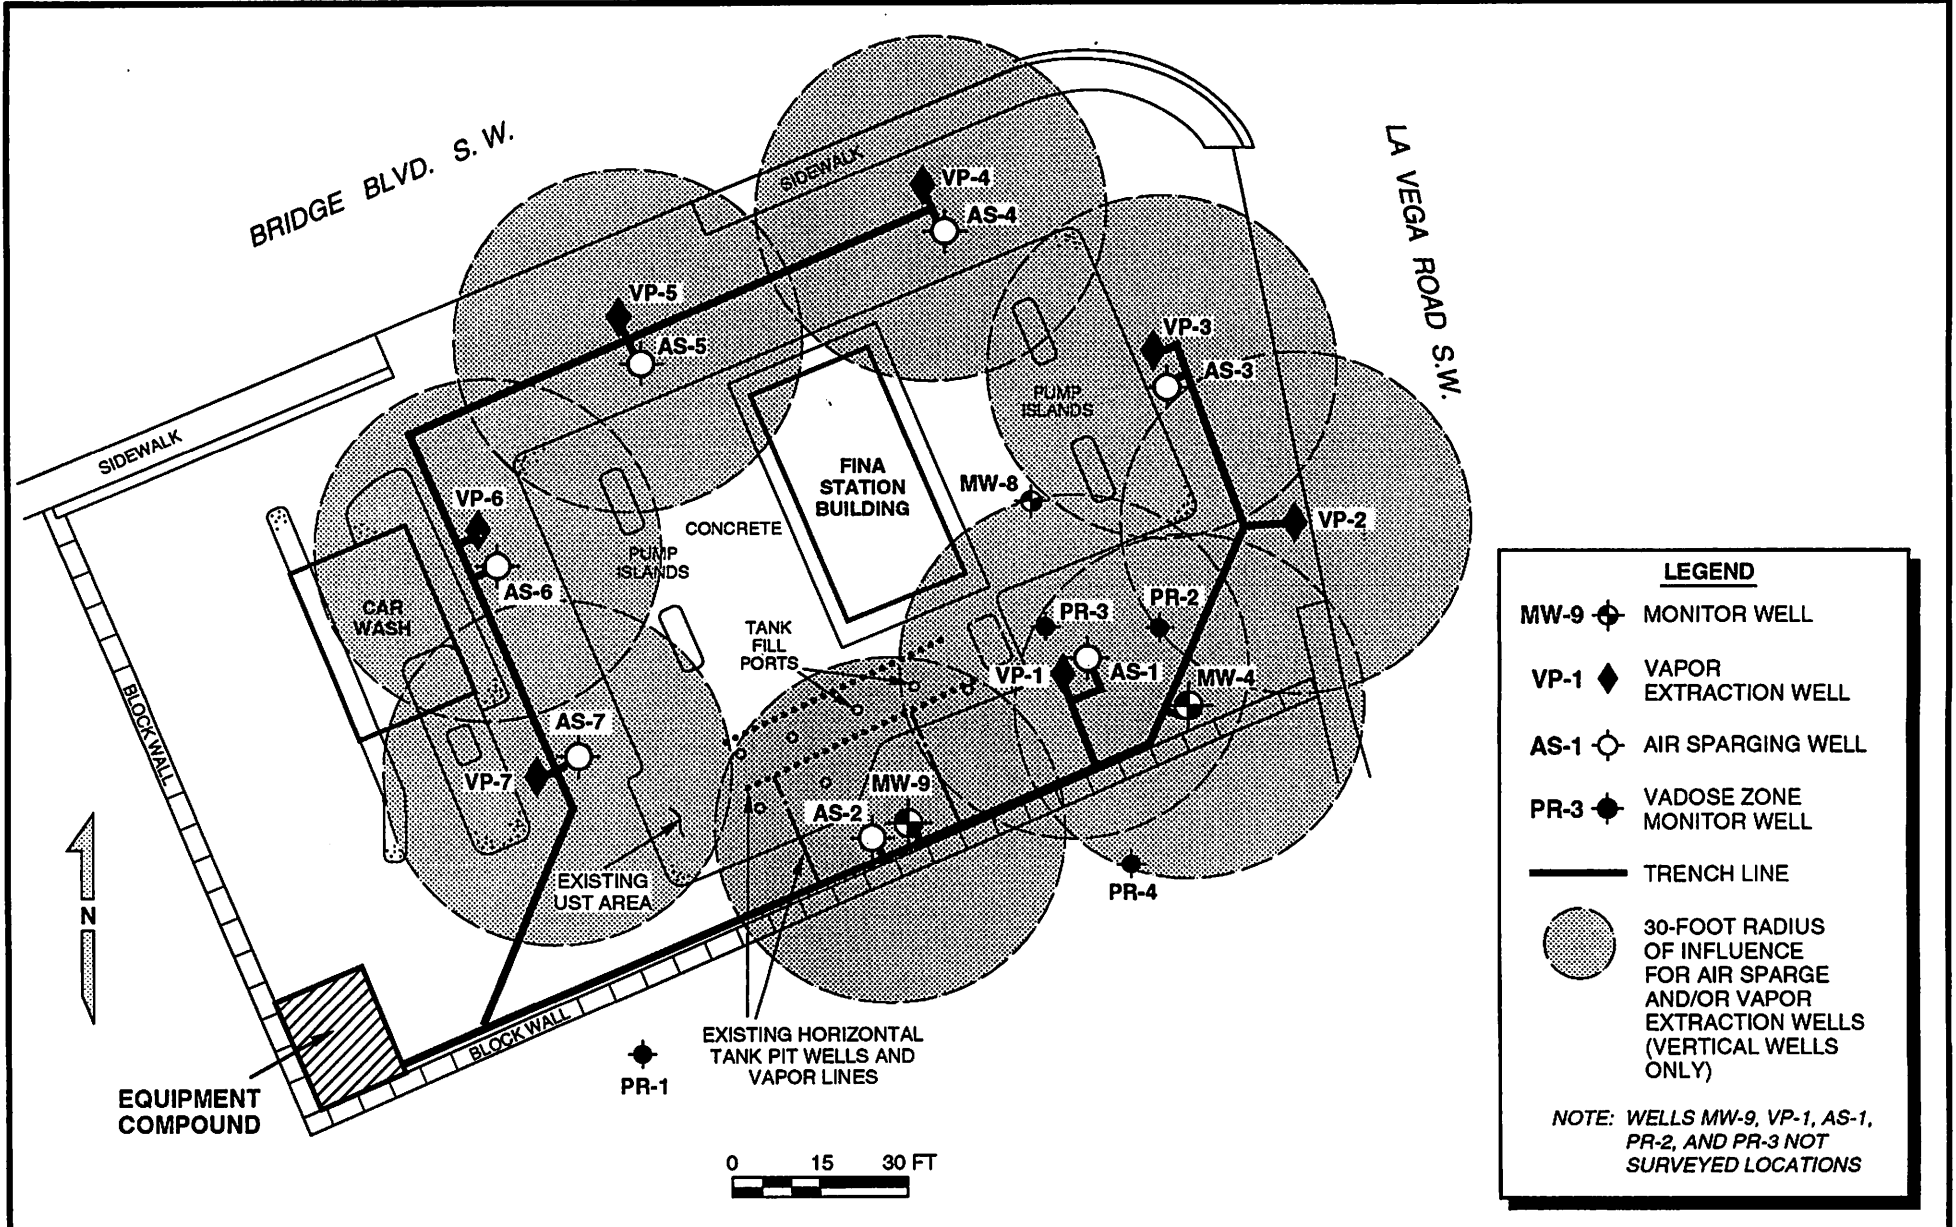 BRIDGE BLVD. S.W.
LA VEGA ROAD S.W.
SIDEWALK
VP-4
AS-4
VP-5
AS-5
VP-3
AS-3
PUMP
ISLANDS
SIDEWALK
FINA
STATION
BUILDING
MW-8
VP-6
VP-2
CONCRETE
PUMP
ISLANDS
AS-6
CAR
WASH
PR-3
PR-2
TANK
FILL
PORTS
VP-1
AS-1
MW-4
BLOCK WALL
AS-7
VP-7
MW-9
AS-2
EXISTING
UST AREA
PR-4
N
BLOCK WALL
EXISTING HORIZONTAL
TANK PIT WELLS AND
VAPOR LINES
PR-1
EQUIPMENT
COMPOUND
0 15 30 FT
LEGEND
MW-9 MONITOR WELL
VP-1 VAPOR
EXTRACTION WELL
AS-1 AIR SPARGING WELL
PR-3 VADOSE ZONE
MONITOR WELL
TRENCH LINE
30-FOOT RADIUS
OF INFLUENCE
FOR AIR SPARGE
AND/OR VAPOR
EXTRACTION WELLS
(VERTICAL WELLS
ONLY)
NOTE: WELLS MW-9, VP-1, AS-1,
PR-2, AND PR-3 NOT
SURVEYED LOCATIONS